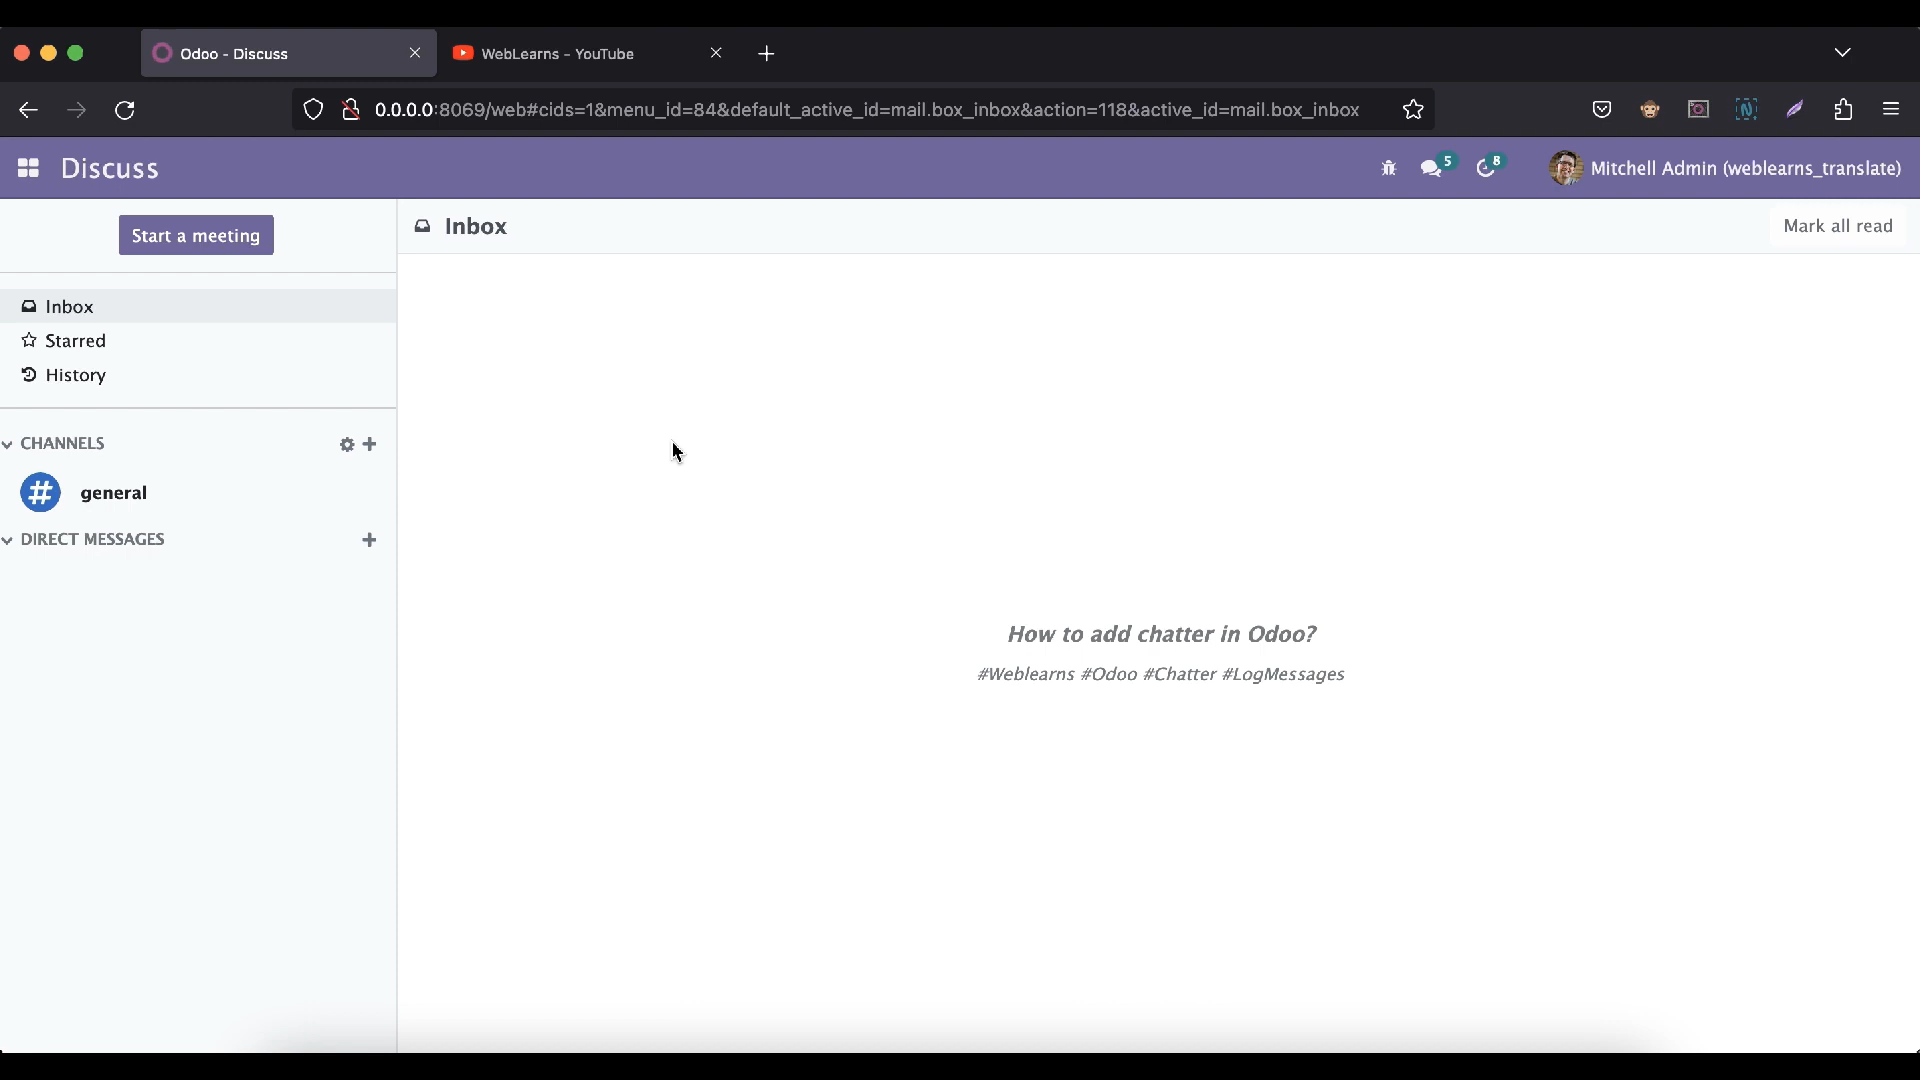 Odoo - Discuss
WebLearns - YouTube
0.0.0.0:8069/web#cids=1&menu_id=84&default_active_id=mail.box_inbox&action=118&active_id=mail.box_inbox
Discuss
5
8
Mitchell Admin (weblearns_translate)
Start a meeting
Inbox
Mark all read
Inbox
Starred
History
CHANNELS
# general
DIRECT MESSAGES
How to add chatter in Odoo?
#Weblearns #Odoo #Chatter #LogMessages